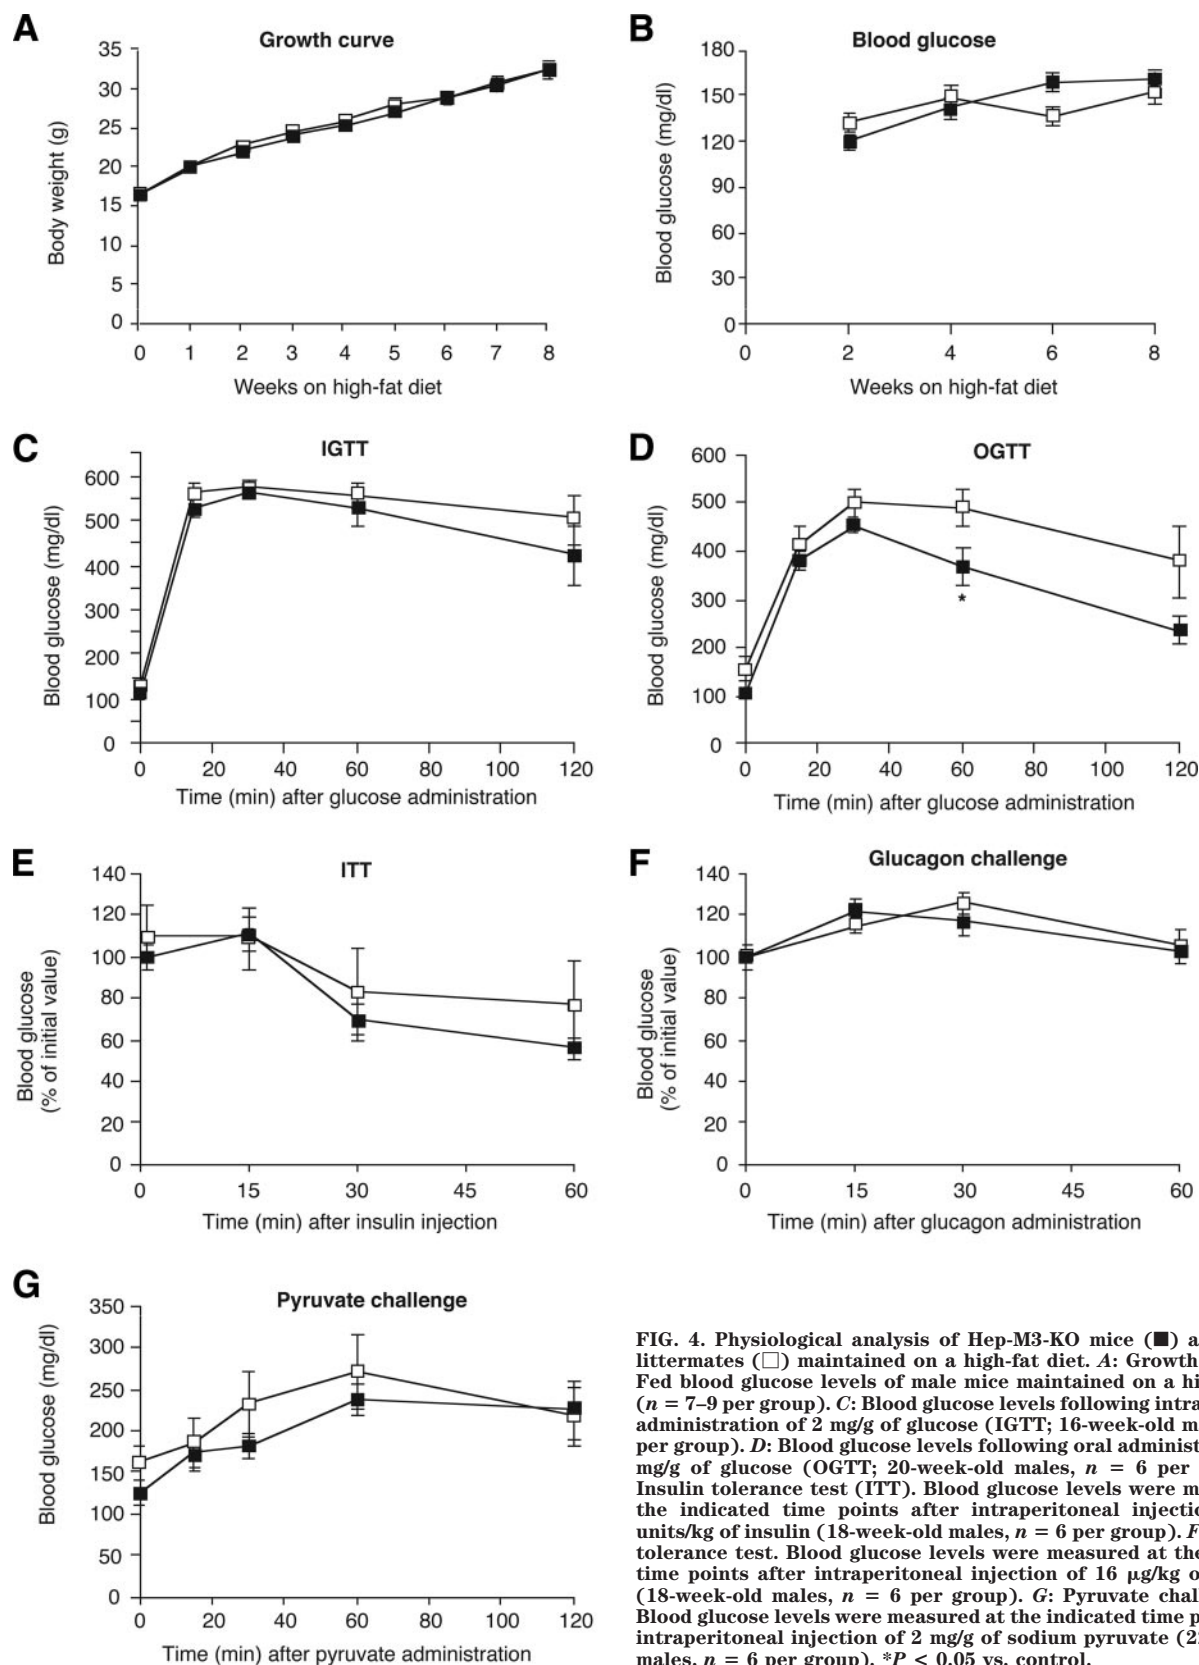 A
Growth curve
35
30
25
20
15
10
5
0
Body weight (g)
0 1 2 3 4 5 6 7 8
Weeks on high-fat diet
B
Blood glucose
180
150
120
90
60
30
0
Blood glucose (mg/dl)
0 2 4 6 8
Weeks on high-fat diet
C
IGTT
600
500
400
300
200
100
0
Blood glucose (mg/dl)
0 20 40 60 80 100 120
Time (min) after glucose administration
D
OGTT
600
500
400
300
200
100
0
Blood glucose (mg/dl)
*
0 20 40 60 80 100 120
Time (min) after glucose administration
E
ITT
140
120
100
80
60
40
20
0
Blood glucose
(% of initial value)
0 15 30 45 60
Time (min) after insulin injection
F
Glucagon challenge
140
120
100
80
60
40
20
0
Blood glucose
(% of initial value)
0 15 30 45 60
Time (min) after glucagon administration
G
Pyruvate challenge
350
300
250
200
150
100
50
0
Blood glucose (mg/dl)
0 20 40 60 80 100 120
Time (min) after pyruvate administration
FIG. 4. Physiological analysis of Hep-M3-KO mice (■) a
littermates (□) maintained on a high-fat diet. A: Growth
Fed blood glucose levels of male mice maintained on a hi
(n = 7–9 per group). C: Blood glucose levels following intra
administration of 2 mg/g of glucose (IGTT; 16-week-old m
per group). D: Blood glucose levels following oral administ
mg/g of glucose (OGTT; 20-week-old males, n = 6 per
Insulin tolerance test (ITT). Blood glucose levels were m
the indicated time points after intraperitoneal injectio
units/kg of insulin (18-week-old males, n = 6 per group). F
tolerance test. Blood glucose levels were measured at the
time points after intraperitoneal injection of 16 μg/kg o
(18-week-old males, n = 6 per group). G: Pyruvate chal
Blood glucose levels were measured at the indicated time p
intraperitoneal injection of 2 mg/g of sodium pyruvate (2
males, n = 6 per group). *P < 0.05 vs. control.